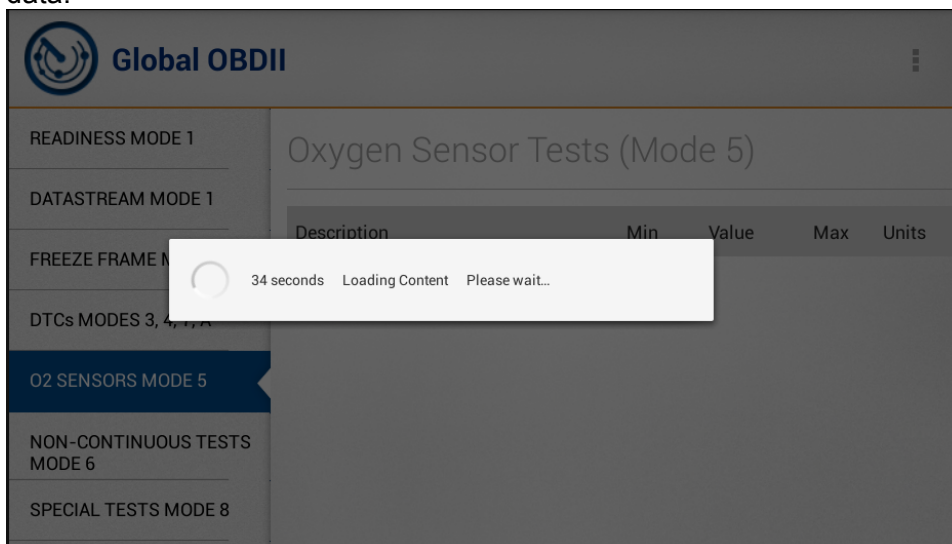 Global OBDII
READINESS MODE 1
DATASTREAM MODE 1
FREEZE FRAME
DTCs MODES 3, 4, 7, A
O2 SENSORS MODE 5
NON-CONTINUOUS TESTS
MODE 6
SPECIAL TESTS MODE 8
Oxygen Sensor Tests (Mode 5)
Description Min Value Max Units
34 seconds Loading Content Please wait...